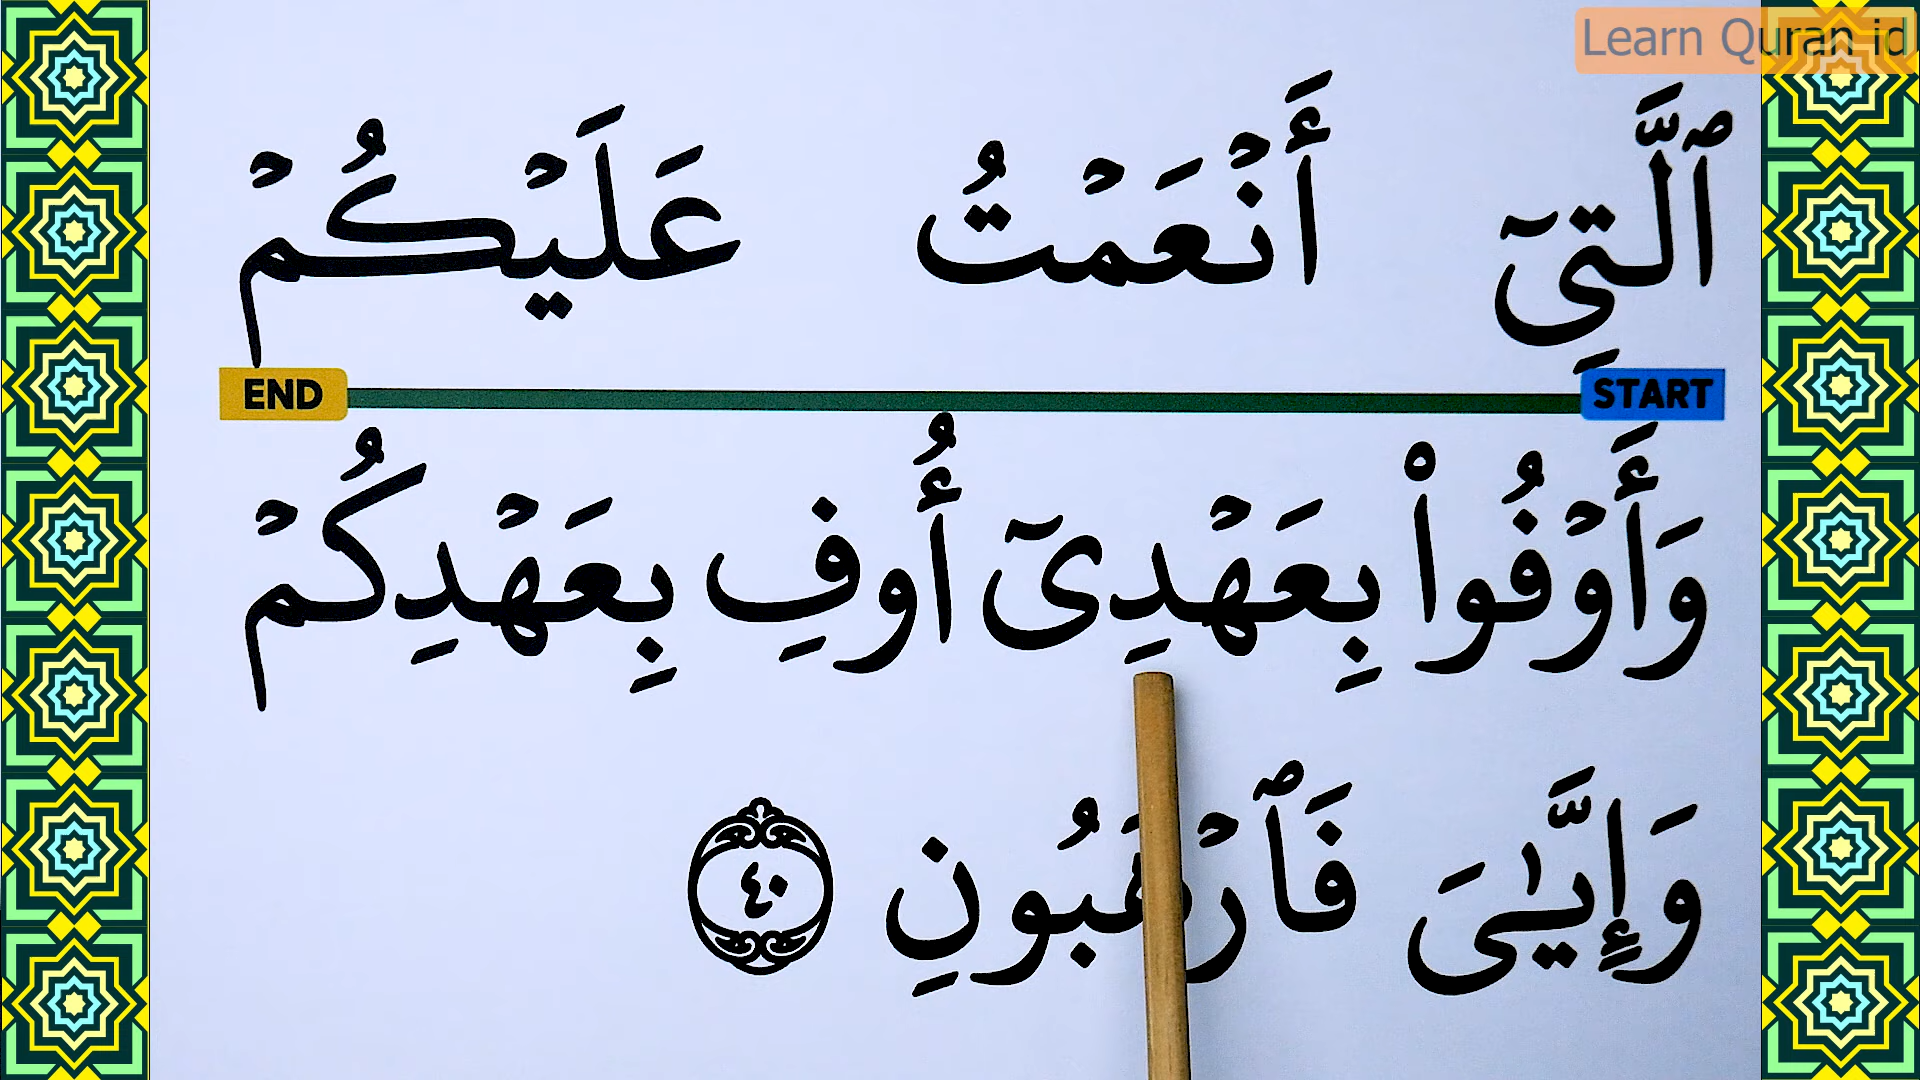 Learn Quran id
ٱلَّتِىٓ أَنْعَمْتُ عَلَيْكُمْ
END START
وَأَوْفُوا۟ بِعَهْدِىٓ أُوفِ بِعَهْدِكُمْ
وَإِيَّـٰىَ فَٱرْهَبُونِ ٤٠